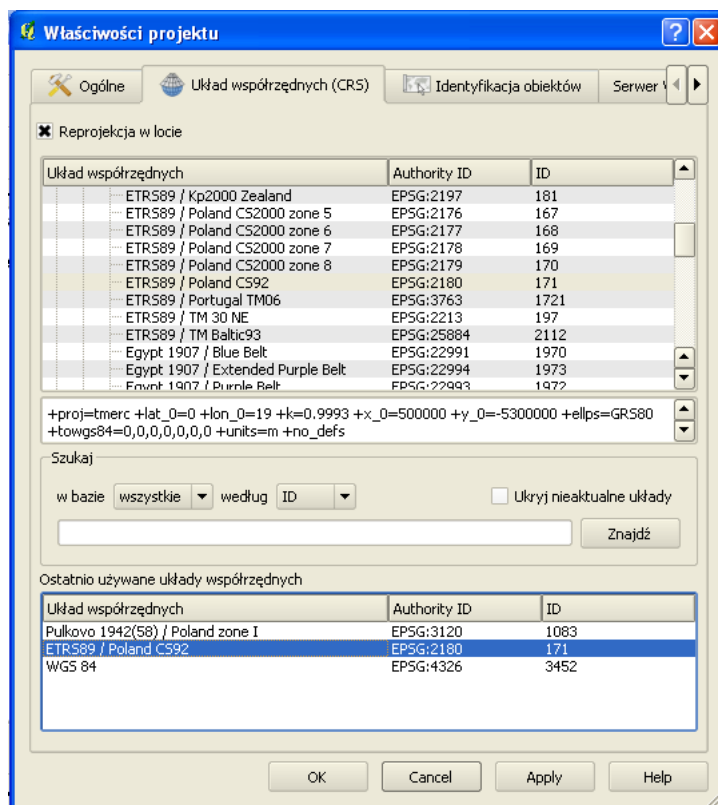 Właściwości projektu
Ogólne Układ współrzędnych (CRS) Identyfikacja obiektów Serwer
Reprojekcja w locie
Układ współrzędnych Authority ID ID
ETRS89 / Kp2000 Zealand EPSG:2197 181
ETRS89 / Poland CS2000 zone 5 EPSG:2176 167
ETRS89 / Poland CS2000 zone 6 EPSG:2177 168
ETRS89 / Poland CS2000 zone 7 EPSG:2178 169
ETRS89 / Poland CS2000 zone 8 EPSG:2179 170
ETRS89 / Poland CS92 EPSG:2180 171
ETRS89 / Portugal TM06 EPSG:3763 1721
ETRS89 / TM 30 NE EPSG:2213 197
ETRS89 / TM Baltic93 EPSG:25884 2112
Egypt 1907 / Blue Belt EPSG:22991 1970
Egypt 1907 / Extended Purple Belt EPSG:22994 1973
Egypt 1907 / Purple Belt EPSG:22993 1972
+proj=tmerc +lat_0=0 +lon_0=19 +k=0.9993 +x_0=500000 +y_0=-5300000 +ellps=GRS80
+towgs84=0,0,0,0,0,0,0 +units=m +no_defs
Szukaj
w bazie wszystkie według ID Ukryj nieaktualne układy
Znajdź
Ostatnio używane układy współrzędnych
Układ współrzędnych Authority ID ID
Pulkovo 1942(58) / Poland zone I EPSG:3120 1083
ETRS89 / Poland CS92 EPSG:2180 171
WGS 84 EPSG:4326 3452
OK Cancel Apply Help